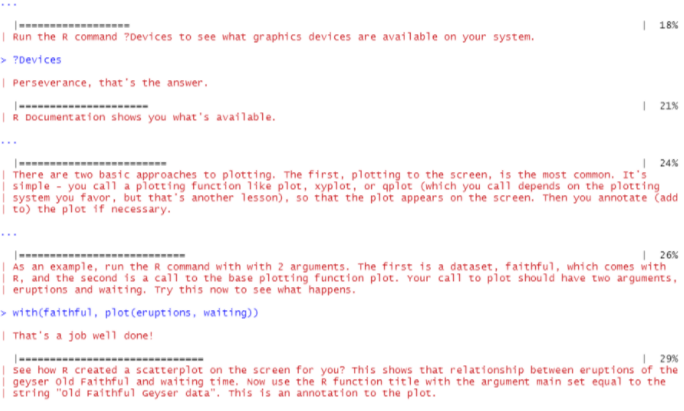 ...
|================== | 18%
| Run the R command ?Devices to see what graphics devices are available on your system.
> ?Devices
| Perseverance, that's the answer.
|===================== | 21%
| R Documentation shows you what's available.
...
|======================== | 24%
| There are two basic approaches to plotting. The first, plotting to the screen, is the most common. It's
| simple - you call a plotting function like plot, xyplot, or qplot (which you call depends on the plotting
| system you favor, but that's another lesson), so that the plot appears on the screen. Then you annotate (add
| to) the plot if necessary.
...
|=========================== | 26%
| As an example, run the R command with with 2 arguments. The first is a dataset, faithful, which comes with
| R, and the second is a call to the base plotting function plot. Your call to plot should have two arguments,
| eruptions and waiting. Try this now to see what happens.
> with(faithful, plot(eruptions, waiting))
| That's a job well done!
|============================== | 29%
| See how R created a scatterplot on the screen for you? This shows that relationship between eruptions of the
| geyser Old Faithful and waiting time. Now use the R function title with the argument main set equal to the
| string "Old Faithful Geyser data". This is an annotation to the plot.